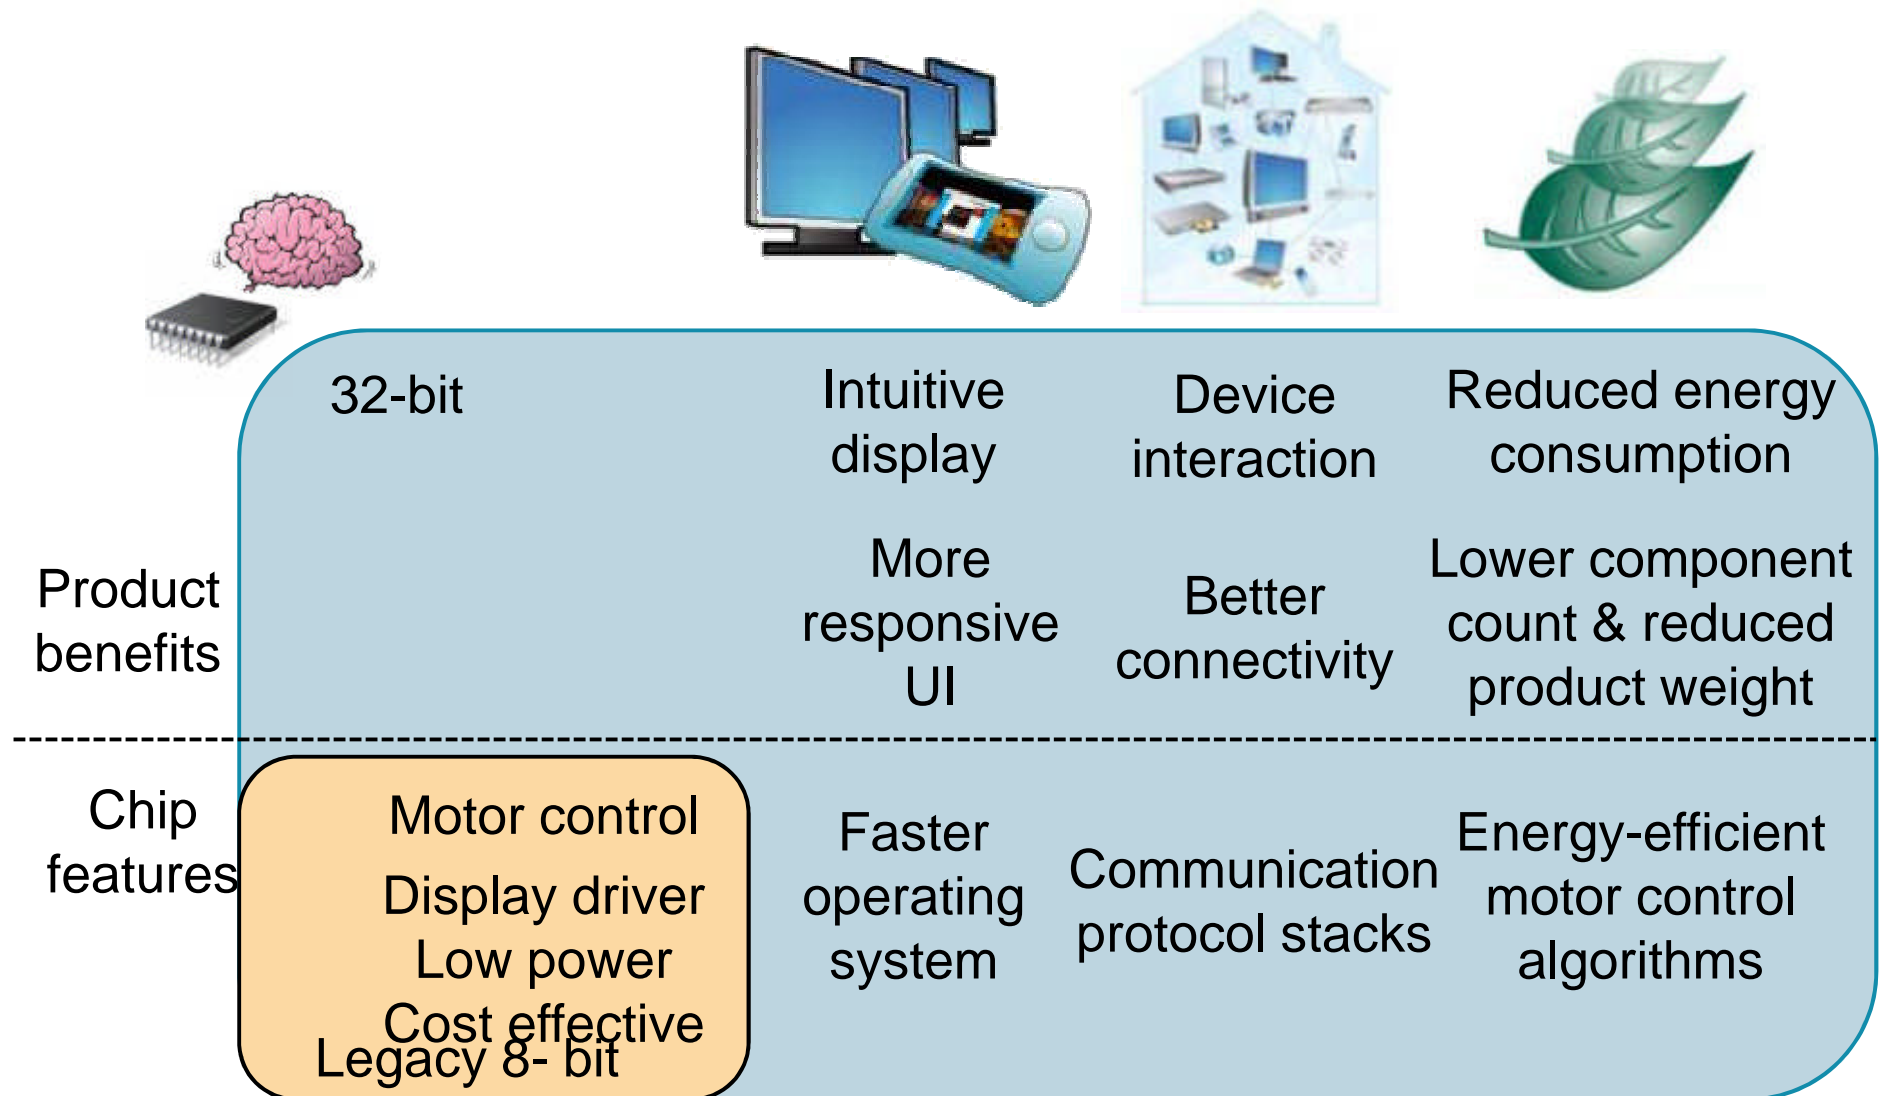 32-bit
Intuitive
display
Device
interaction
Reduced energy
consumption
Product
benefits
More
responsive
UI
Better
connectivity
Lower component
count & reduced
product weight
Chip
features
Motor control
Display driver
Low power
Cost effective
Legacy 8- bit
Faster
operating
system
Communication
protocol stacks
Energy-efficient
motor control
algorithms